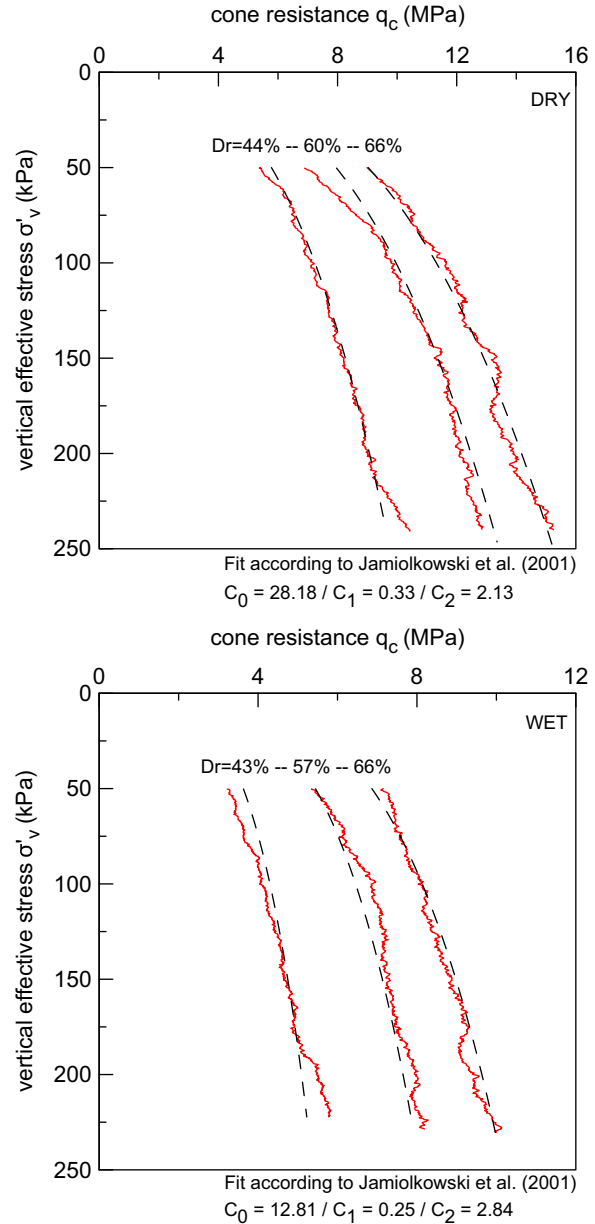 cone resistance q_c (MPa)
0 4 8 12 16
0
50
100
150
200
250
vertical effective stress σ'_v (kPa)
DRY
Dr=44% -- 60% -- 66%
Fit according to Jamiolkowski et al. (2001)
C_0 = 28.18 / C_1 = 0.33 / C_2 = 2.13
cone resistance q_c (MPa)
0 4 8 12
0
50
100
150
200
250
vertical effective stress σ'_v (kPa)
WET
Dr=43% -- 57% -- 66%
Fit according to Jamiolkowski et al. (2001)
C_0 = 12.81 / C_1 = 0.25 / C_2 = 2.84